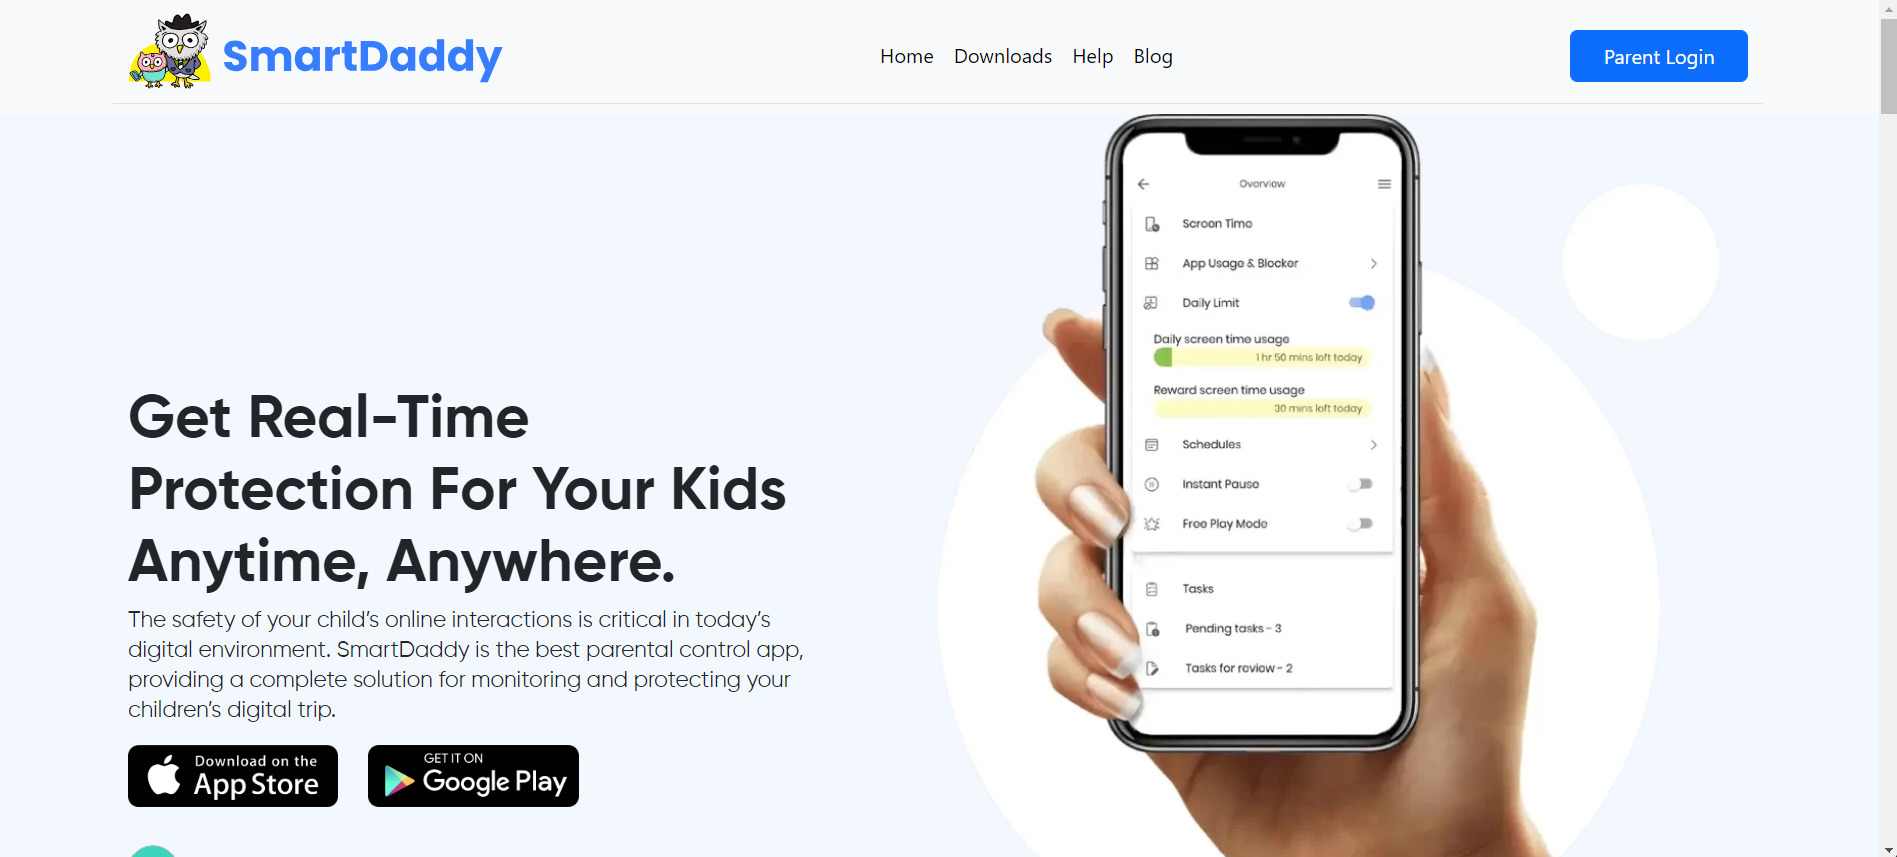 SmartDaddy
Home Downloads Help Blog
Parent Login
Get Real-Time
Protection For Your Kids
Anytime, Anywhere.
The safety of your child’s online interactions is critical in today’s
digital environment. SmartDaddy is the best parental control app,
providing a complete solution for monitoring and protecting your
children’s digital trip.
Download on the
App Store
GET IT ON
Google Play
Overview
Screen Time
App Usage & Blocker
Daily Limit
Daily screen time usage
1 hr 50 mins left today
Reward screen time usage
30 mins left today
Schedules
Instant Pause
Free Play Mode
Tasks
Pending tasks - 3
Tasks for review - 2